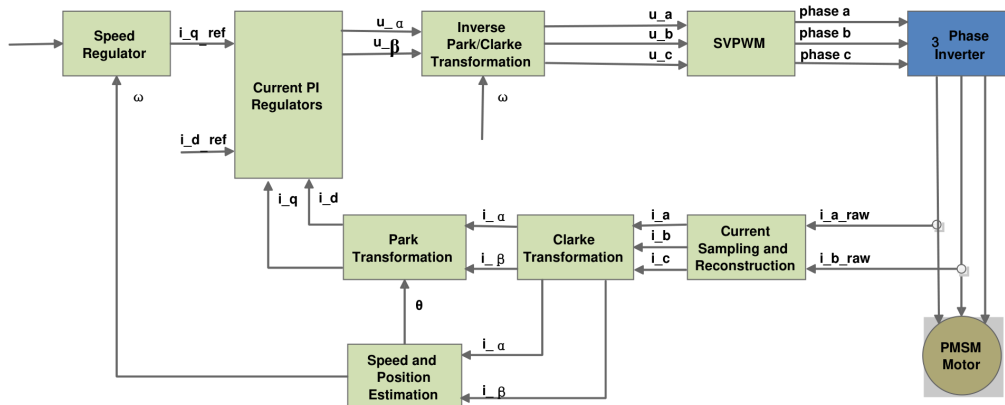 Speed
Regulator
i_q_ref
Current PI
Regulators
i_d_ref
u_α
u_β
Inverse
Park/Clarke
Transformation
u_a
u_b
u_c
SVPWM
phase a
phase b
phase c
3 Phase
Inverter
ω
ω
i_q
i_d
Park
Transformation
i_α
i_β
Clarke
Transformation
i_a
i_b
i_c
Current
Sampling and
Reconstruction
i_a_raw
i_b_raw
θ
Speed and
Position
Estimation
i_α
i_β
PMSM
Motor